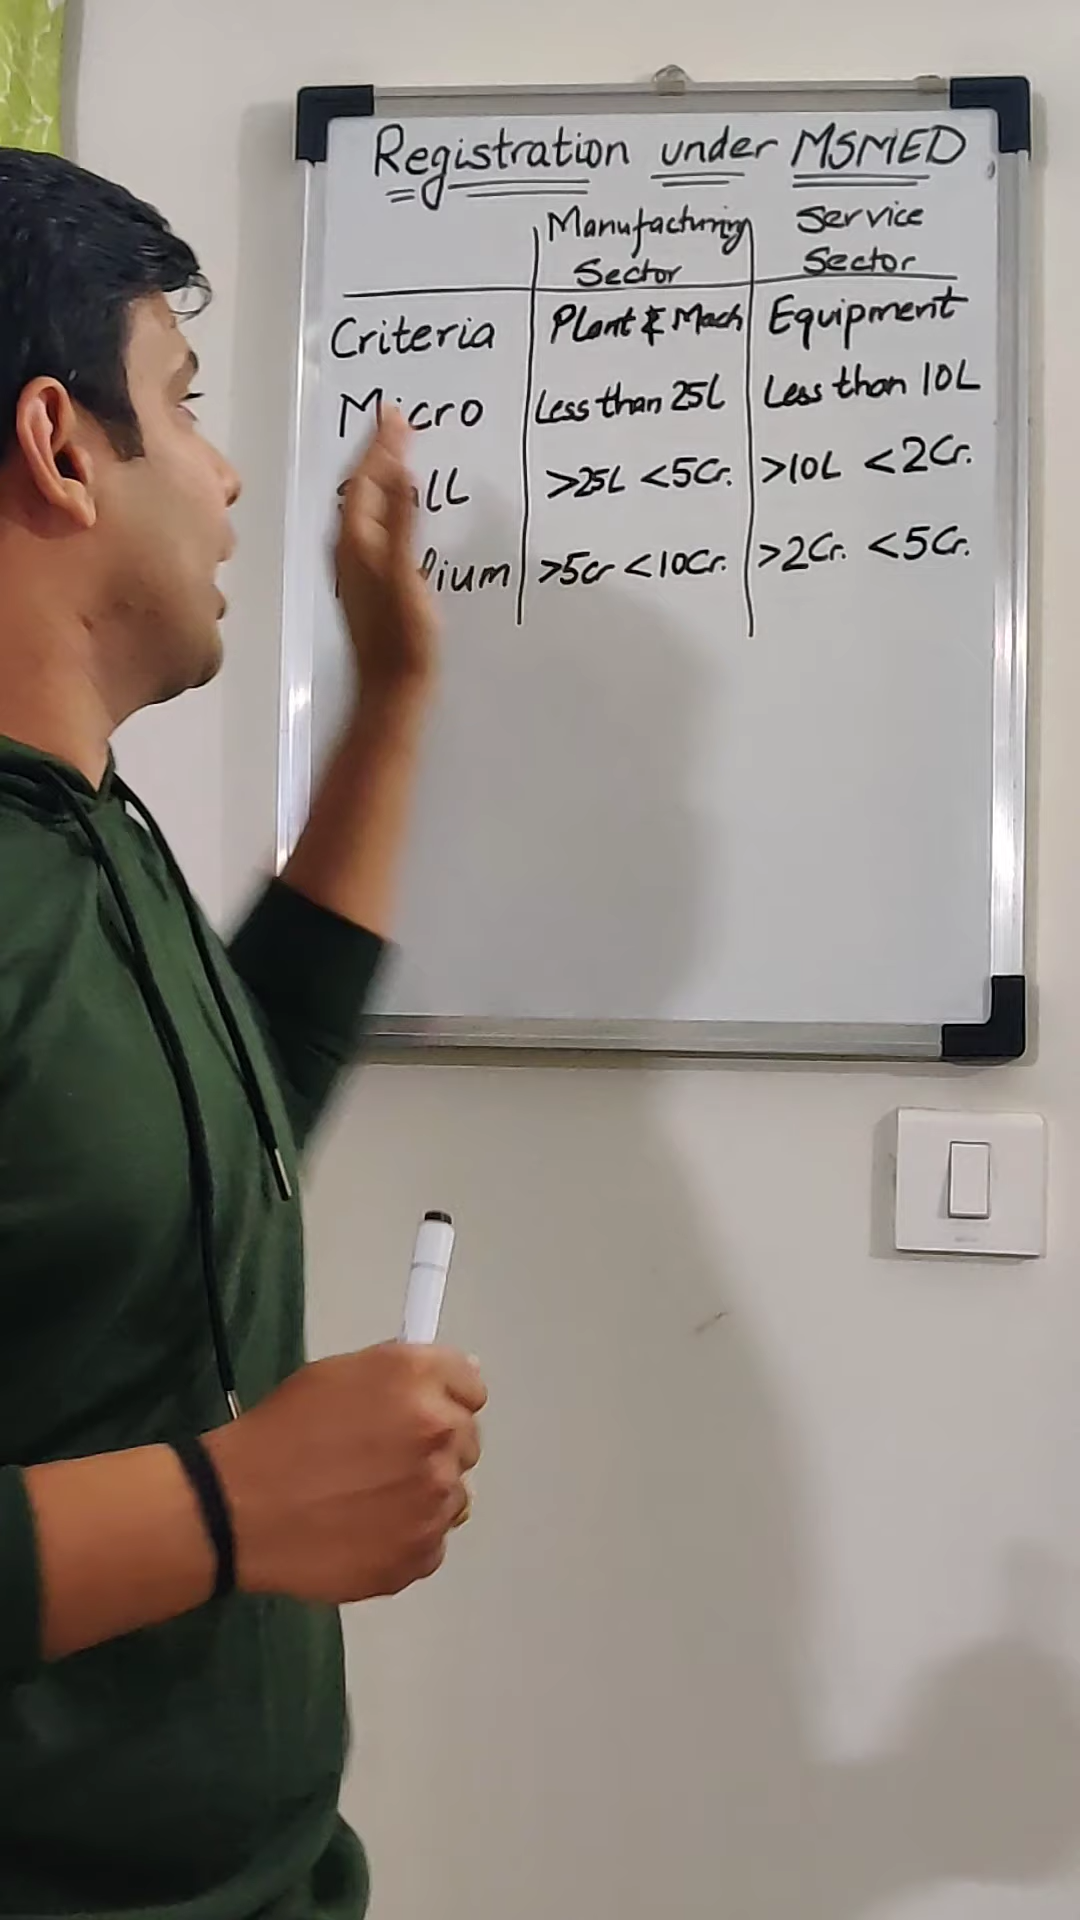 Registration under MSMED
Manufacturing Sector Service Sector
Criteria Plant & Mach Equipment
Micro Less than 25L Less than 10L
>25L <5Cr. >10L <2Cr.
>5Cr <10Cr. >2Cr. <5Cr.